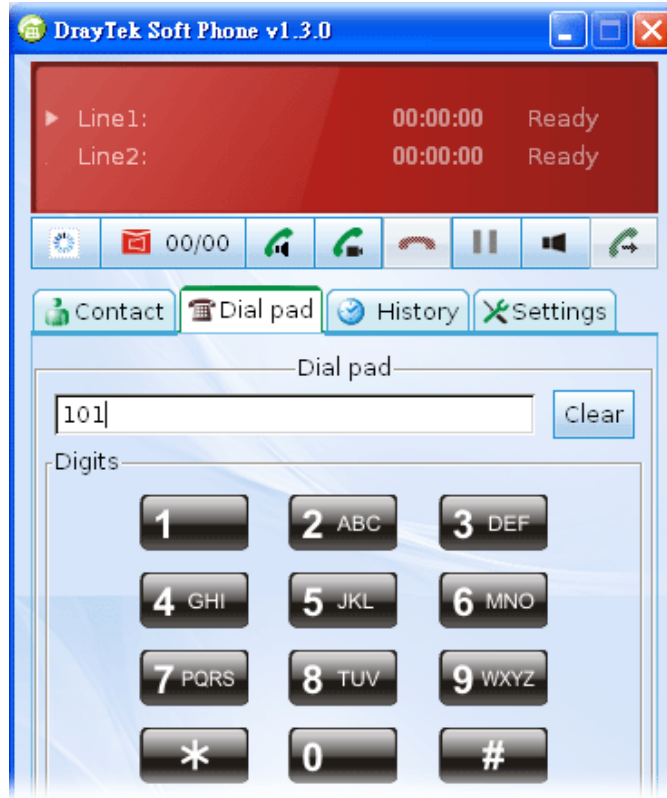 DrayTek Soft Phone v1.3.0
Line1: 00:00:00 Ready
Line2: 00:00:00 Ready
00/00
Contact Dial pad History Settings
Dial pad
101 Clear
Digits
1 2 ABC 3 DEF
4 GHI 5 JKL 6 MNO
7 PQRS 8 TUV 9 WXYZ
* 0 #